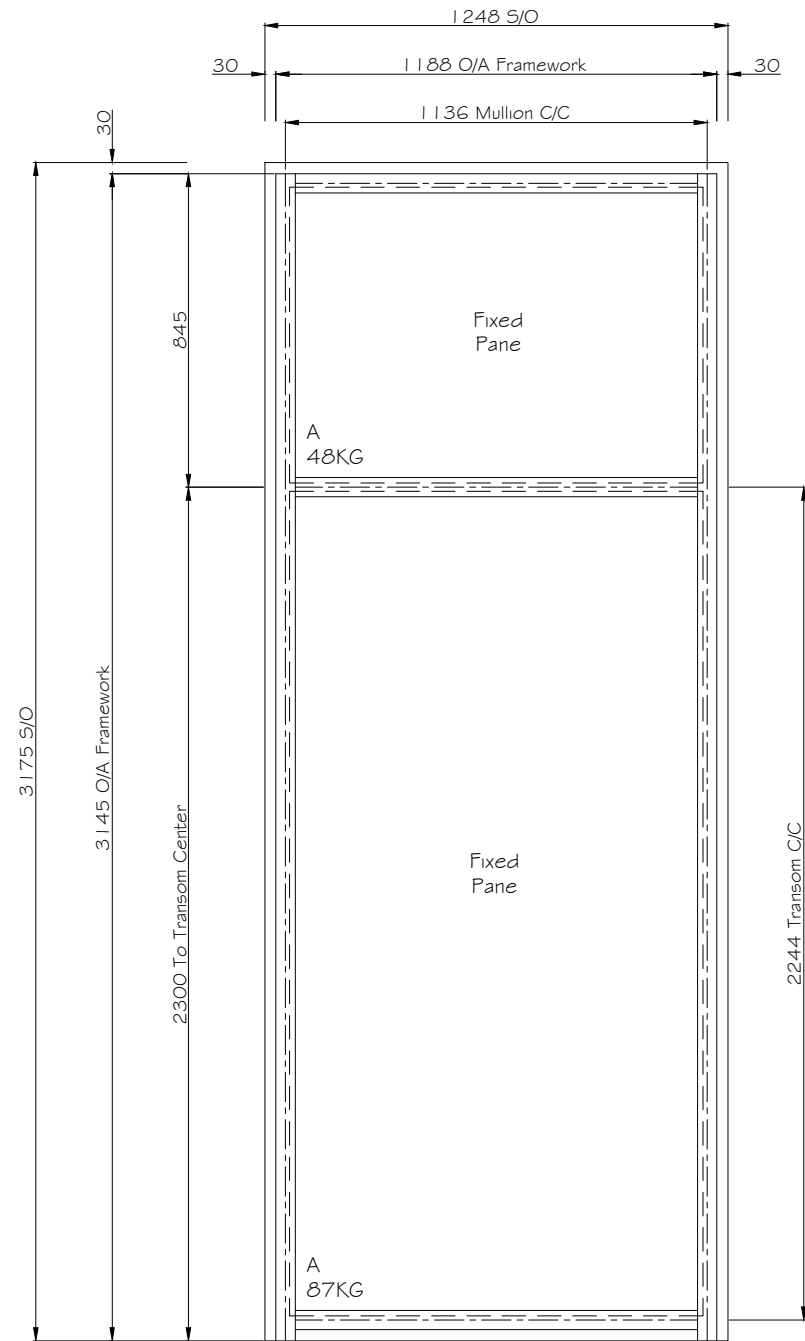 1248 S/O
30
1188 O/A Framework
30
1136 Mullion C/C
30
845
Fixed
Pane
A
48KG
3175 S/O
3145 O/A Framework
2300 To Transom Center
Fixed
Pane
2244 Transom C/C
A
87KG